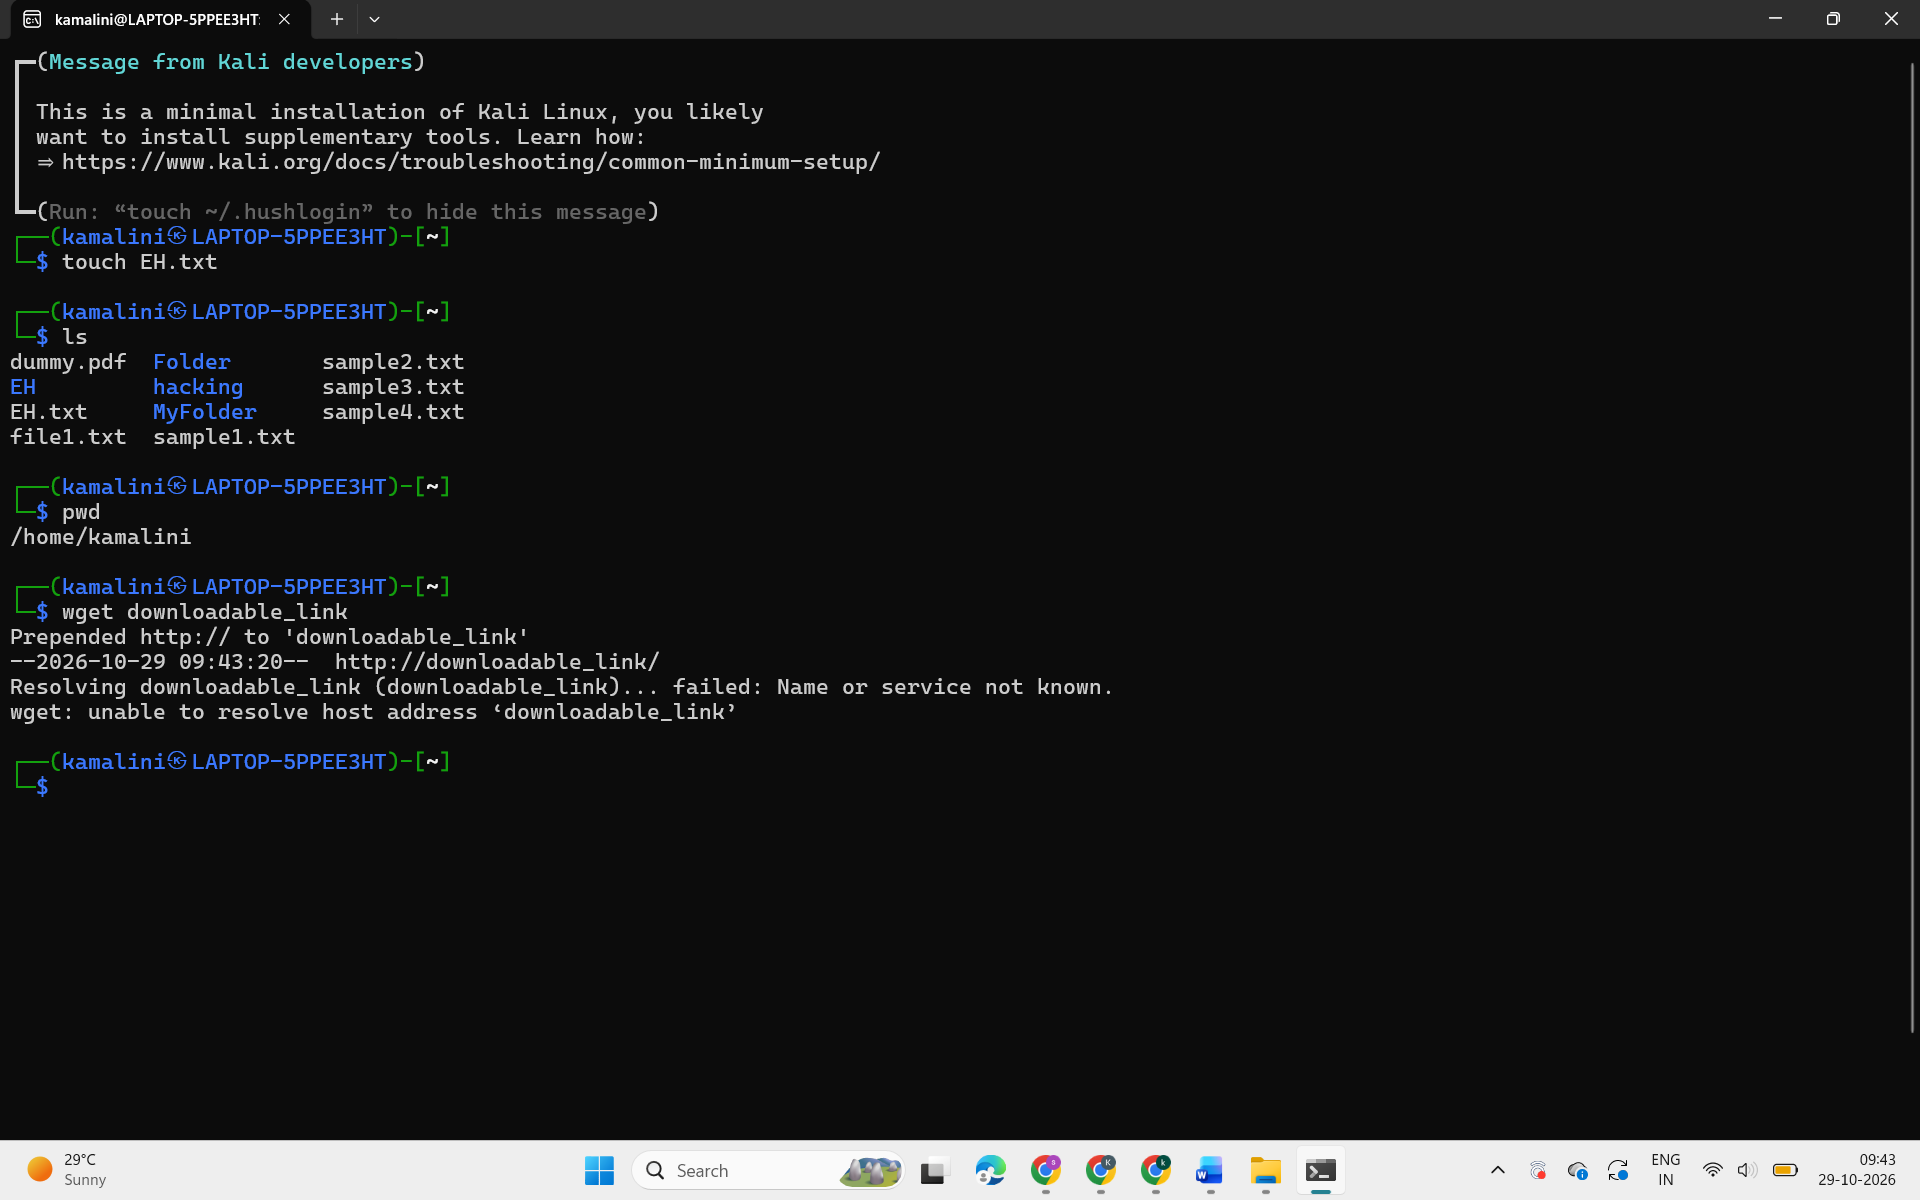 kamalini@LAPTOP-5PPEE3HT:
(Message from Kali developers)
This is a minimal installation of Kali Linux, you likely
want to install supplementary tools. Learn how:
⇒ https://www.kali.org/docs/troubleshooting/common-minimum-setup/
(Run: “touch ~/.hushlogin” to hide this message)
┌──(kamalini㉿LAPTOP-5PPEE3HT)-[~]
└─$ touch EH.txt
┌──(kamalini㉿LAPTOP-5PPEE3HT)-[~]
└─$ ls
dummy.pdf  Folder       sample2.txt
EH         hacking      sample3.txt
EH.txt     MyFolder     sample4.txt
file1.txt  sample1.txt
┌──(kamalini㉿LAPTOP-5PPEE3HT)-[~]
└─$ pwd
/home/kamalini
┌──(kamalini㉿LAPTOP-5PPEE3HT)-[~]
└─$ wget downloadable_link
Prepended http:// to 'downloadable_link'
--2026-10-29 09:43:20--  http://downloadable_link/
Resolving downloadable_link (downloadable_link)... failed: Name or service not known.
wget: unable to resolve host address ‘downloadable_link’
┌──(kamalini㉿LAPTOP-5PPEE3HT)-[~]
└─$
29°C
Sunny
Search
ENG
IN
09:43
29-10-2026